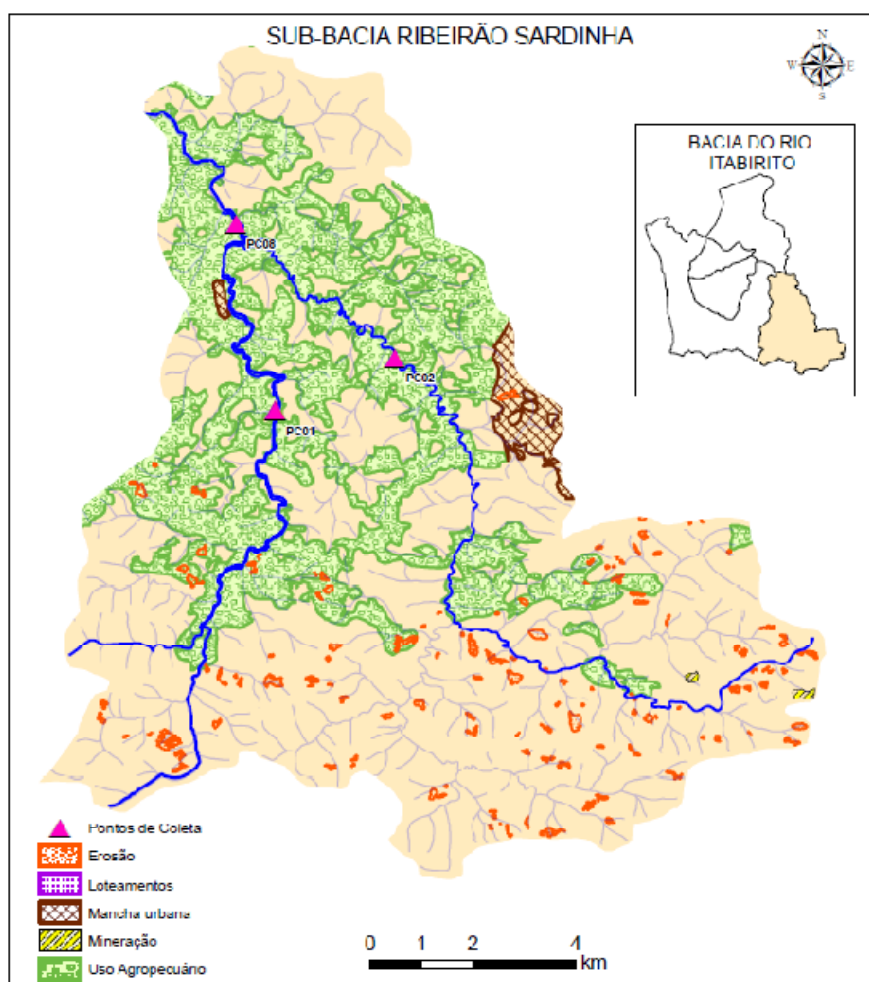 SUB-BACIA RIBEIRÃO SARDINHA
N
W E
S
BACIA DO RIO
ITABIRITO
PC08
PC02
PC01
Pontos de Coleta
Erosão
Loteamentos
Mancha urbana
Mineração
Uso Agropecuário
0 1 2 4
km